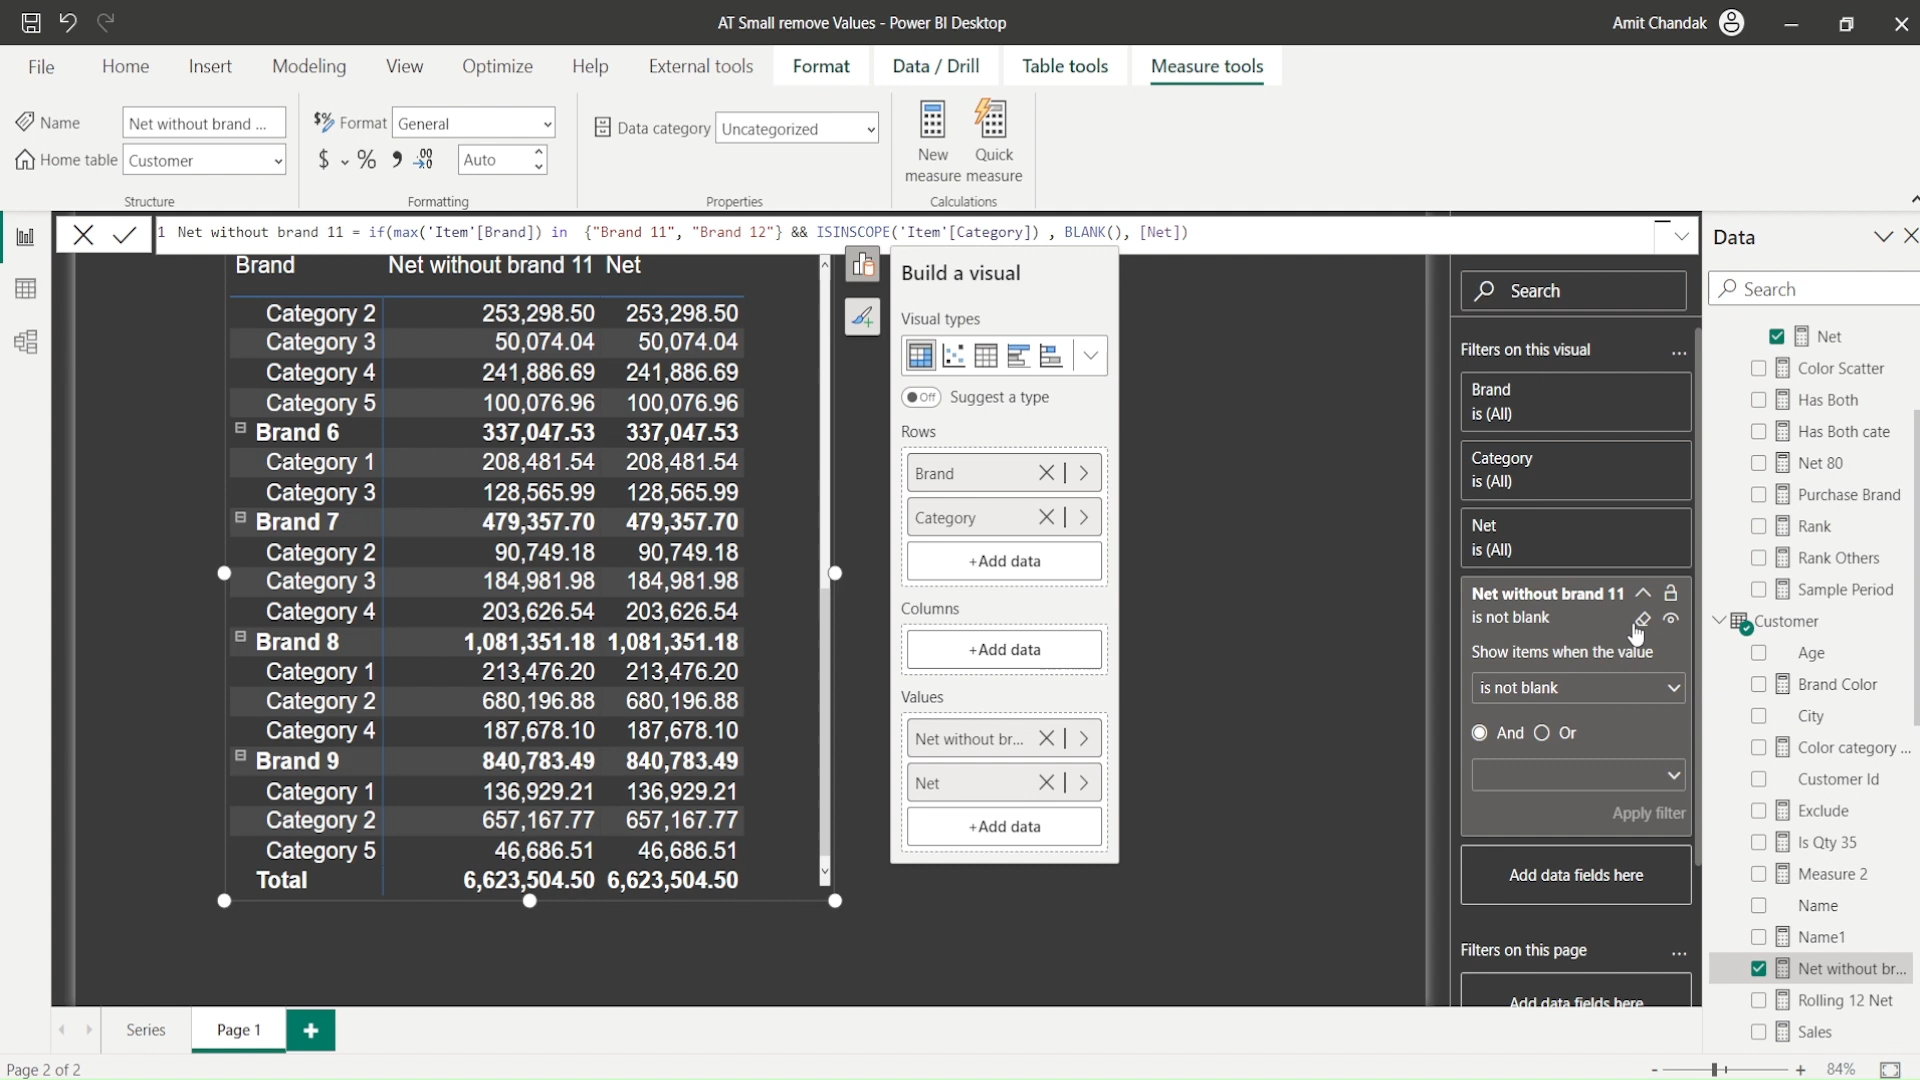 AT Small remove Values - Power BI Desktop
Amit Chandak
File Home Insert Modeling View Optimize Help External tools Format Data / Drill Table tools Measure tools
Name Net without brand ...
Home table Customer
Structure
$% Format General
$ % 9 .00 Auto
Formatting
Data category Uncategorized
Properties
New measure
Quick measure
Calculations
1 Net without brand 11 = if(max('Item'[Brand]) in {"Brand 11", "Brand 12"} && ISINSCOPE('Item'[Category]) , BLANK(), [Net])
Brand Net without brand 11 Net
Category 2 253,298.50 253,298.50
Category 3 50,074.04 50,074.04
Category 4 241,886.69 241,886.69
Category 5 100,076.96 100,076.96
Brand 6 337,047.53 337,047.53
Category 1 208,481.54 208,481.54
Category 3 128,565.99 128,565.99
Brand 7 479,357.70 479,357.70
Category 2 90,749.18 90,749.18
Category 3 184,981.98 184,981.98
Category 4 203,626.54 203,626.54
Brand 8 1,081,351.18 1,081,351.18
Category 1 213,476.20 213,476.20
Category 2 680,196.88 680,196.88
Category 4 187,678.10 187,678.10
Brand 9 840,783.49 840,783.49
Category 1 136,929.21 136,929.21
Category 2 657,167.77 657,167.77
Category 5 46,686.51 46,686.51
Total 6,623,504.50 6,623,504.50
Build a visual
Visual types
Off Suggest a type
Rows
Brand
Category
+Add data
Columns
+Add data
Values
Net without br...
Net
+Add data
Search
Filters on this visual ...
Brand
is (All)
Category
is (All)
Net
is (All)
Net without brand 11
is not blank
Show items when the value
is not blank
And Or
Apply filter
Add data fields here
Filters on this page ...
Add data fields here
Data
Search
Net
Color Scatter
Has Both
Has Both cate
Net 80
Purchase Brand
Rank
Rank Others
Sample Period
Customer
Age
Brand Color
City
Color category ...
Customer Id
Exclude
Is Qty 35
Measure 2
Name
Name1
Net without br...
Rolling 12 Net
Sales
Series Page 1 +
Page 2 of 2
- + 84%